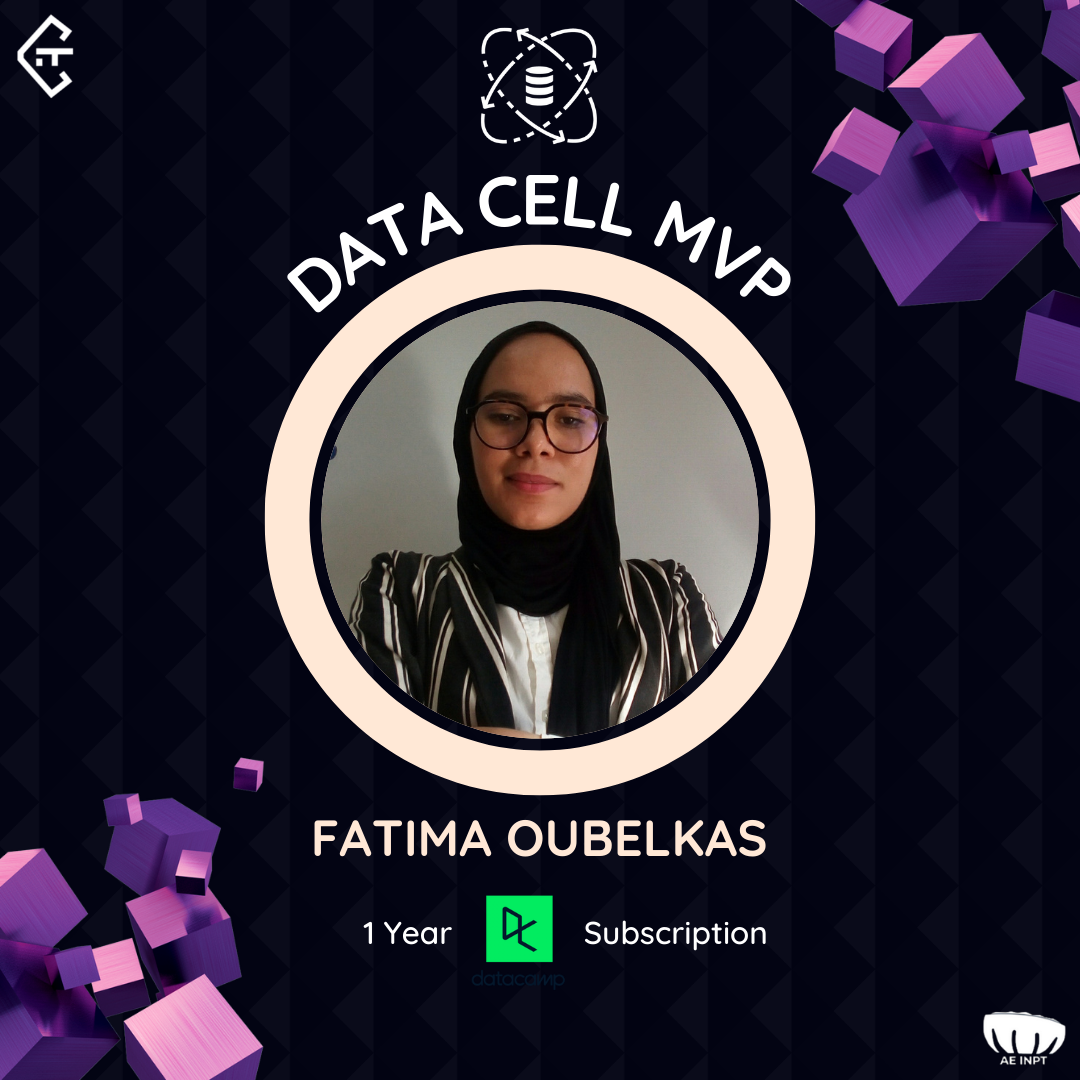 DATA CELL MVP
FATIMA OUBELKAS
1 Year Subscription
datacamp
AE INPT